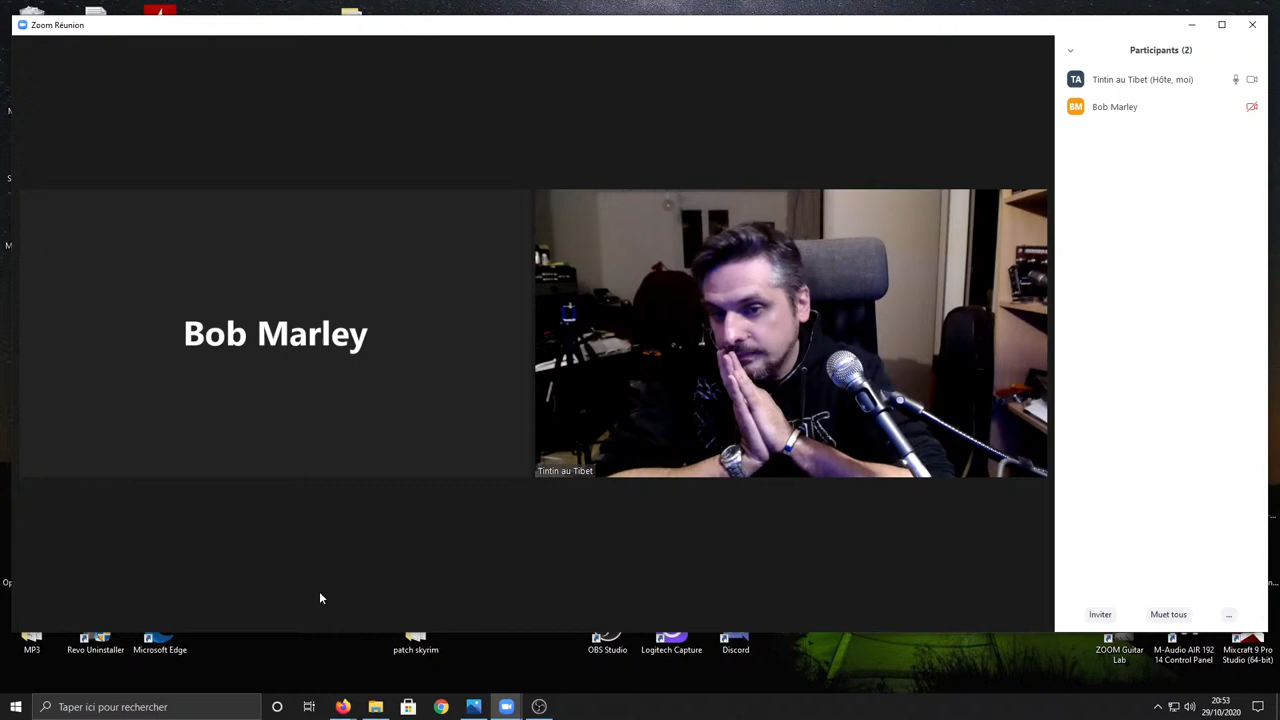 Zoom Réunion
Participants (2)
TA Tintin au Tibet (Hôte, moi)
BM Bob Marley
Bob Marley
Tintin au Tibet
Inviter
Muet tous
...
MP3
Revo Uninstaller
Microsoft Edge
patch skyrim
OBS Studio
Logitech Capture
Discord
ZOOM Guitar
Lab
M-Audio AIR 192
14 Control Panel
Mixcraft 9 Pro
Studio (64-bit)
Taper ici pour rechercher
20:53
29/10/2020